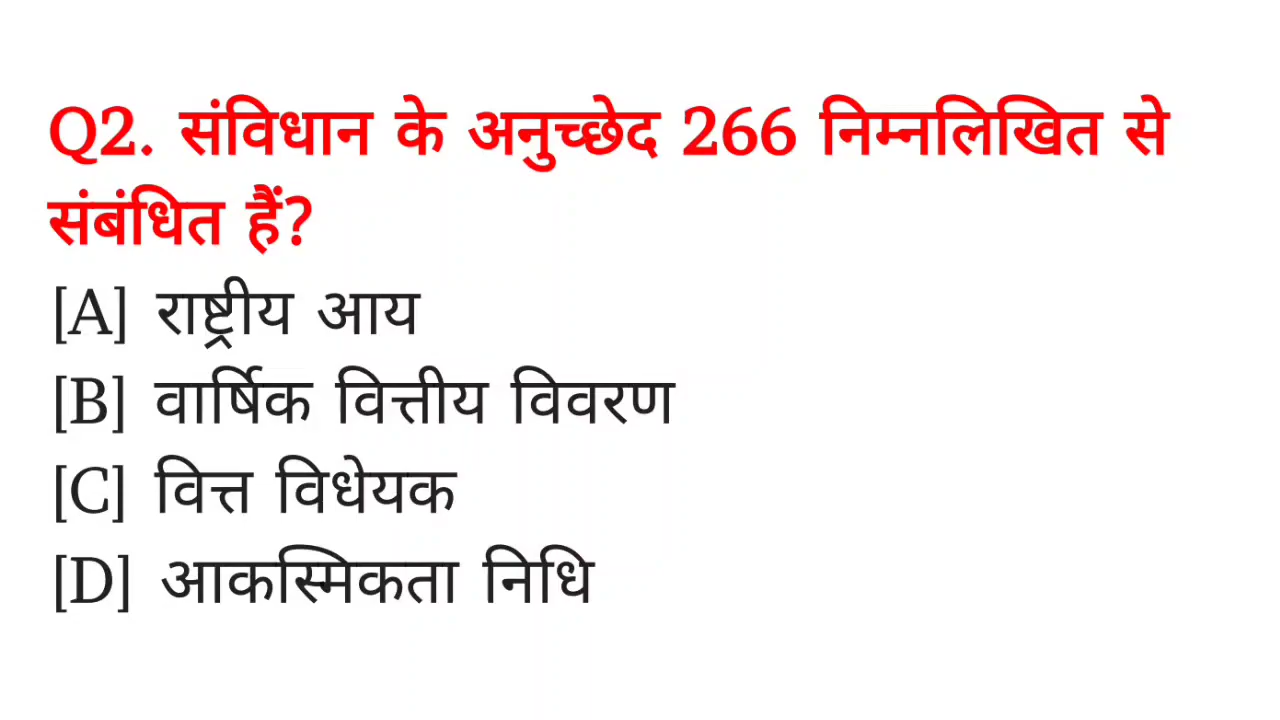 Q2. संविधान के अनुच्छेद 266 निम्नलिखित से
संबंधित हैं?
[A] राष्ट्रीय आय
[B] वार्षिक वित्तीय विवरण
[C] वित्त विधेयक
[D] आकस्मिकता निधि